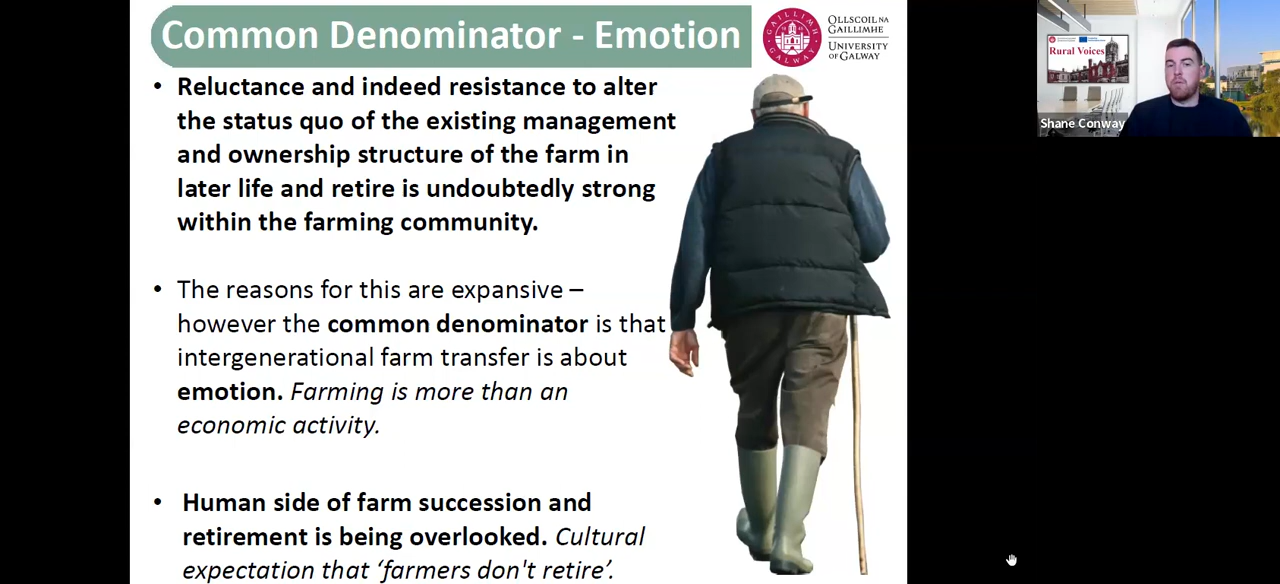 Common Denominator - Emotion
GAILLIMH
GALWAY
OLLSCOIL NA
GAILLIMHE
UNIVERSITY
OF GALWAY
• Reluctance and indeed resistance to alter
the status quo of the existing management
and ownership structure of the farm in
later life and retire is undoubtedly strong
within the farming community.
• The reasons for this are expansive –
however the common denominator is that
intergenerational farm transfer is about
emotion. Farming is more than an
economic activity.
• Human side of farm succession and
retirement is being overlooked. Cultural
expectation that ‘farmers don't retire’.
Rural Voices
Shane Conway